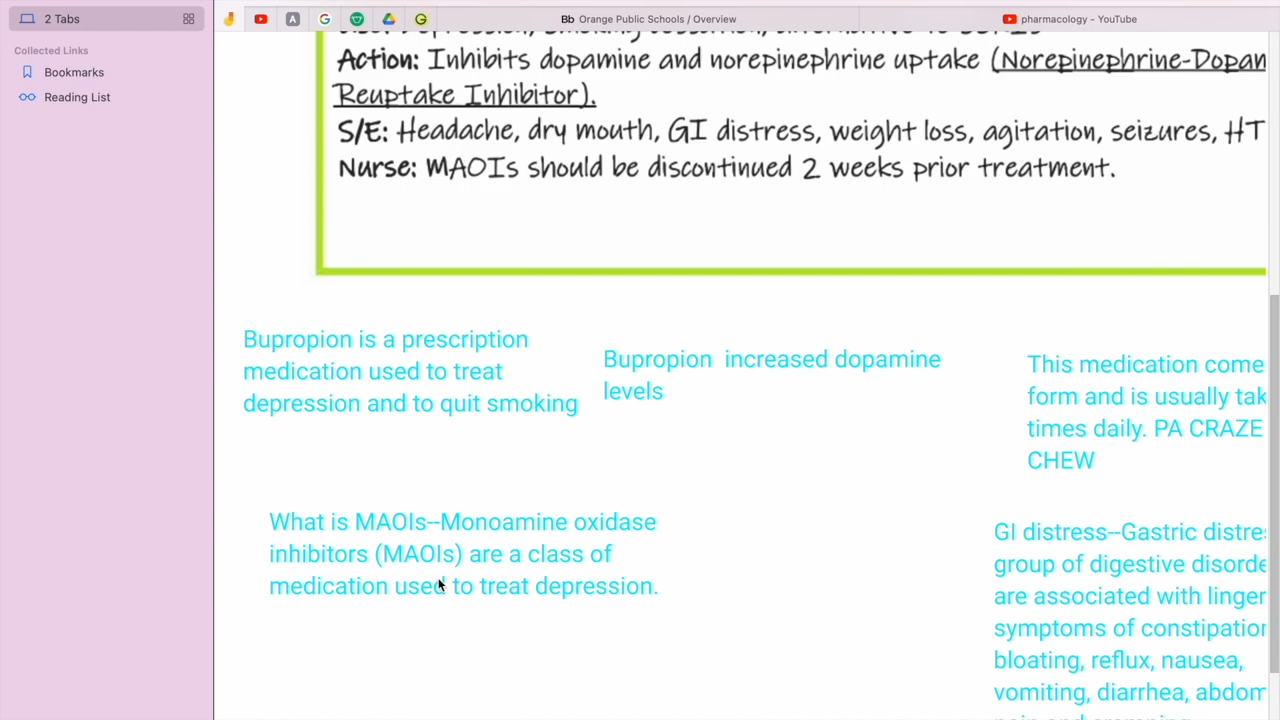 2 Tabs
Collected Links
Bookmarks
Reading List
Bb Orange Public Schools / Overview
pharmacology - YouTube
Action: Inhibits dopamine and norepinephrine uptake (Norepinephrine-Dopan
Reuptake Inhibitor).
S/E: Headache, dry mouth, GI distress, weight loss, agitation, seizures, HT
Nurse: MAOIs should be discontinued 2 weeks prior treatment.
Bupropion is a prescription
medication used to treat
depression and to quit smoking
Bupropion increased dopamine
levels
This medication come
form and is usually tak
times daily. PA CRAZE
CHEW
What is MAOIs--Monoamine oxidase
inhibitors (MAOIs) are a class of
medication used to treat depression.
GI distress--Gastric distre
group of digestive disorde
are associated with linger
symptoms of constipation
bloating, reflux, nausea,
vomiting, diarrhea, abdom